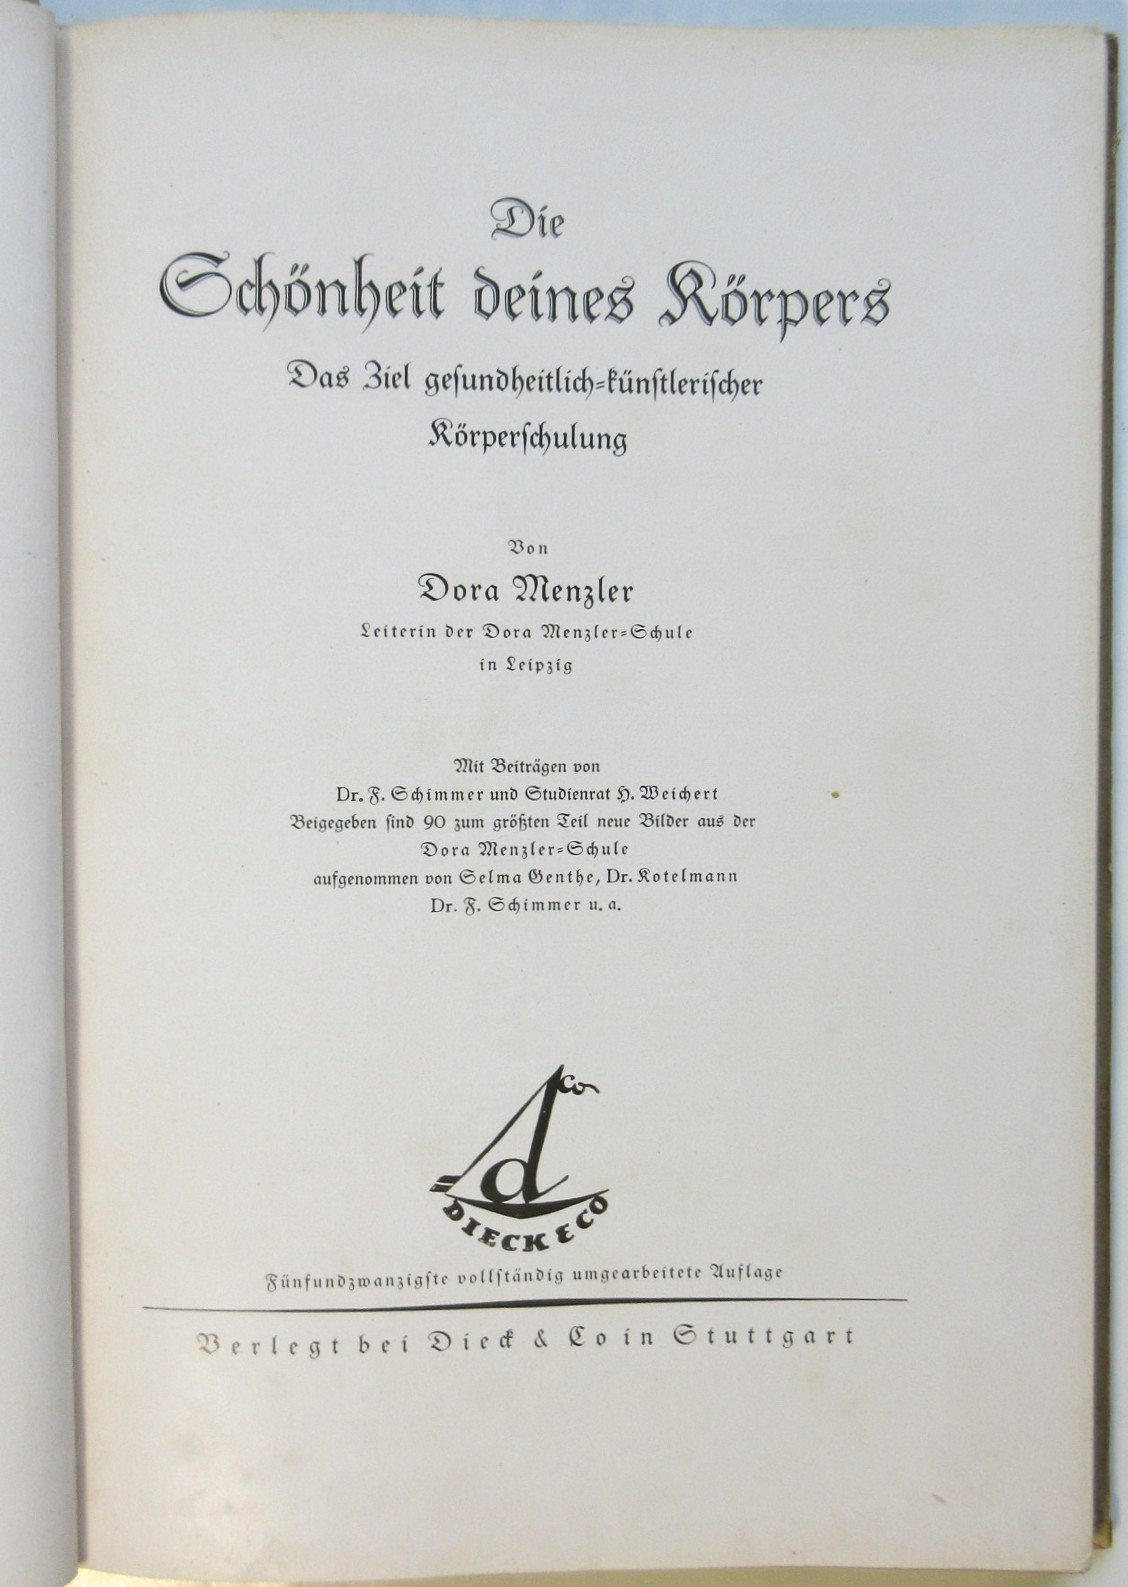 Die
Schönheit deines Körpers
Das Ziel gesundheitlich-künstlerischer
Körperschulung
Von
Dora Menzler
Leiterin der Dora Menzler-Schule
in Leipzig
Mit Beiträgen von
Dr. F. Schimmer und Studienrat H. Weichert
Beigegeben sind 90 zum größten Teil neue Bilder aus der
Dora Menzler-Schule
aufgenommen von Selma Genthe, Dr. Kotelmann
Dr. F. Schimmer u. a.
Co
d
DIECK & CO
Fünfundzwanzigste vollständig umgearbeitete Auflage
Verlegt bei Dieck & Co in Stuttgart